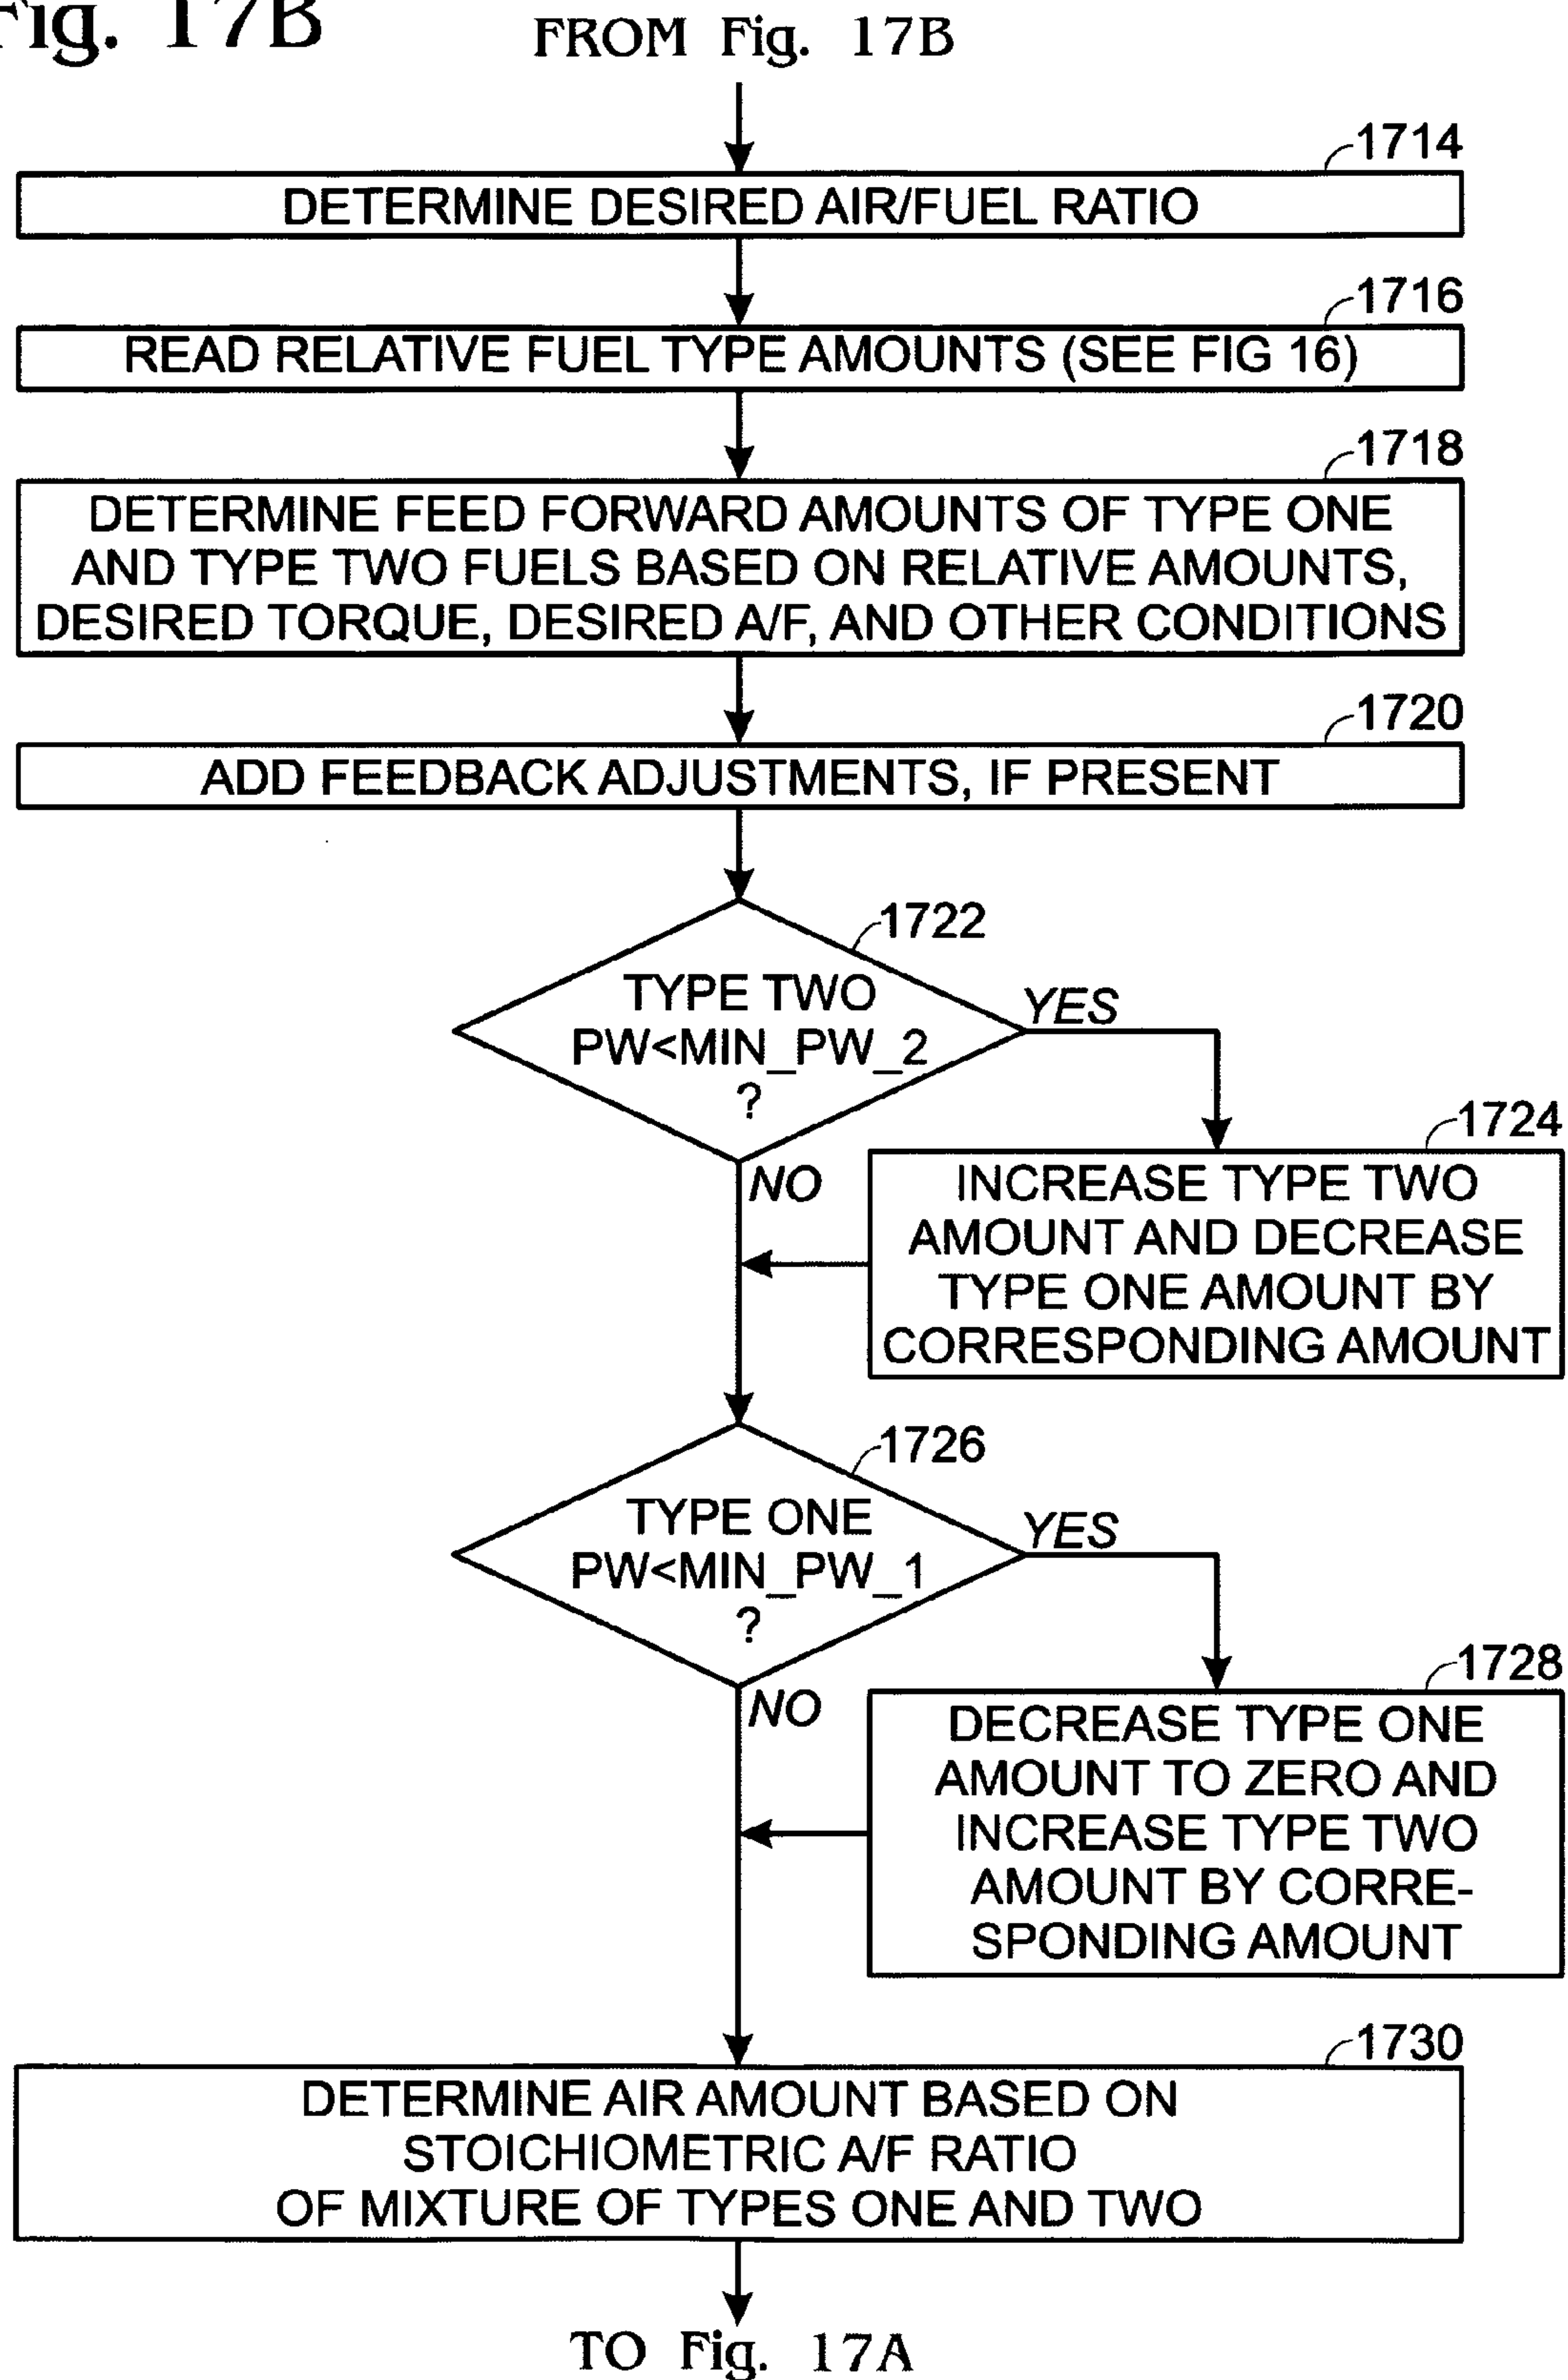 Fig. 17B
FROM Fig. 17B
1714
DETERMINE DESIRED AIR/FUEL RATIO
1716
READ RELATIVE FUEL TYPE AMOUNTS (SEE FIG 16)
1718
DETERMINE FEED FORWARD AMOUNTS OF TYPE ONE
AND TYPE TWO FUELS BASED ON RELATIVE AMOUNTS,
DESIRED TORQUE, DESIRED A/F, AND OTHER CONDITIONS
1720
ADD FEEDBACK ADJUSTMENTS, IF PRESENT
1722
TYPE TWO
PW<MIN_PW_2
?
YES
NO
1724
INCREASE TYPE TWO
AMOUNT AND DECREASE
TYPE ONE AMOUNT BY
CORRESPONDING AMOUNT
1726
TYPE ONE
PW<MIN_PW_1
?
YES
NO
1728
DECREASE TYPE ONE
AMOUNT TO ZERO AND
INCREASE TYPE TWO
AMOUNT BY CORRE-
SPONDING AMOUNT
1730
DETERMINE AIR AMOUNT BASED ON
STOICHIOMETRIC A/F RATIO
OF MIXTURE OF TYPES ONE AND TWO
TO Fig. 17A